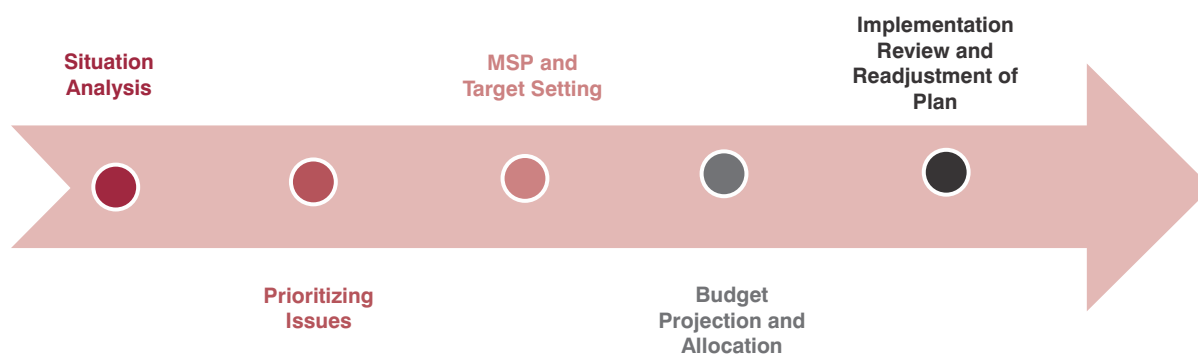 Situation
Analysis
Prioritizing
Issues
MSP and
Target Setting
Budget
Projection and
Allocation
Implementation
Review and
Readjustment of
Plan